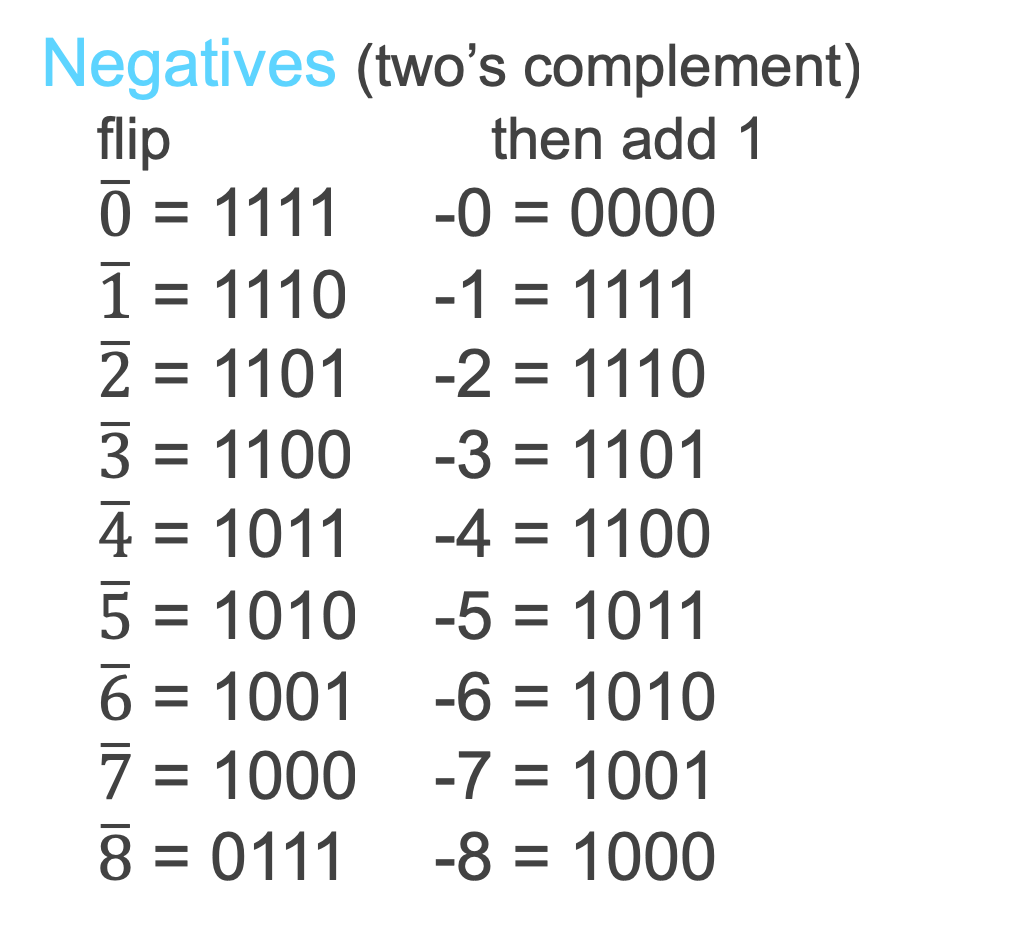 Negatives (two’s complement)
flip then add 1
0̅ = 1111 -0 = 0000
1̅ = 1110 -1 = 1111
2̅ = 1101 -2 = 1110
3̅ = 1100 -3 = 1101
4̅ = 1011 -4 = 1100
5̅ = 1010 -5 = 1011
6̅ = 1001 -6 = 1010
7̅ = 1000 -7 = 1001
8̅ = 0111 -8 = 1000